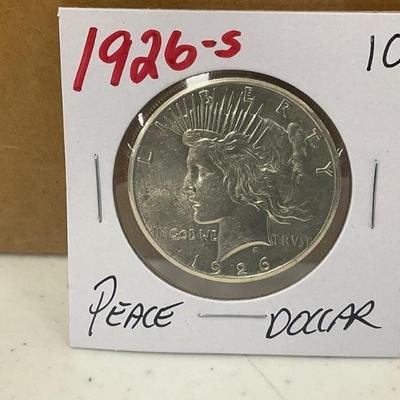 1926-S 10
LIBERTY
IN GOD WE TRVST
1926
PEACE — DOLLAR